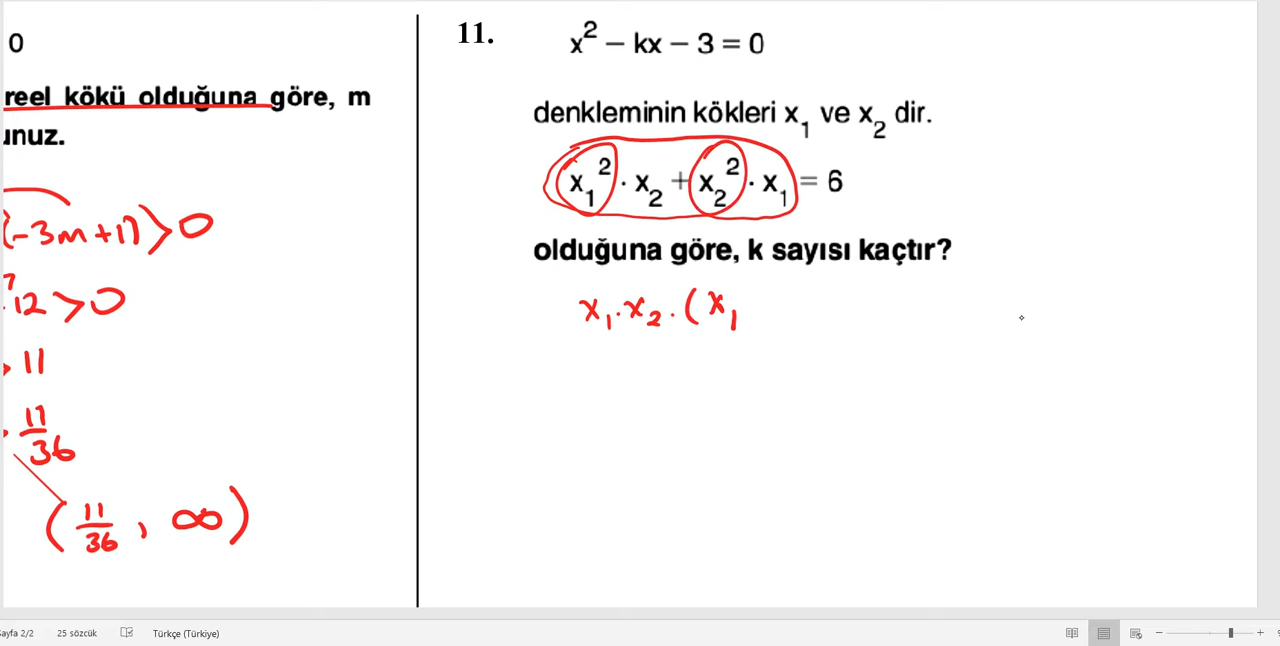 0
reel kökü olduğuna göre, m
unuz.
(-3m+11)>0
12>0
11
11/36
(11/36, ∞)
11.
x² – kx – 3 = 0
denkleminin kökleri x₁ ve x₂ dir.
x₁² · x₂ + x₂² · x₁ = 6
olduğuna göre, k sayısı kaçtır?
x₁.x₂.(x₁
Sayfa 2/2 25 sözcük Türkçe (Türkiye)